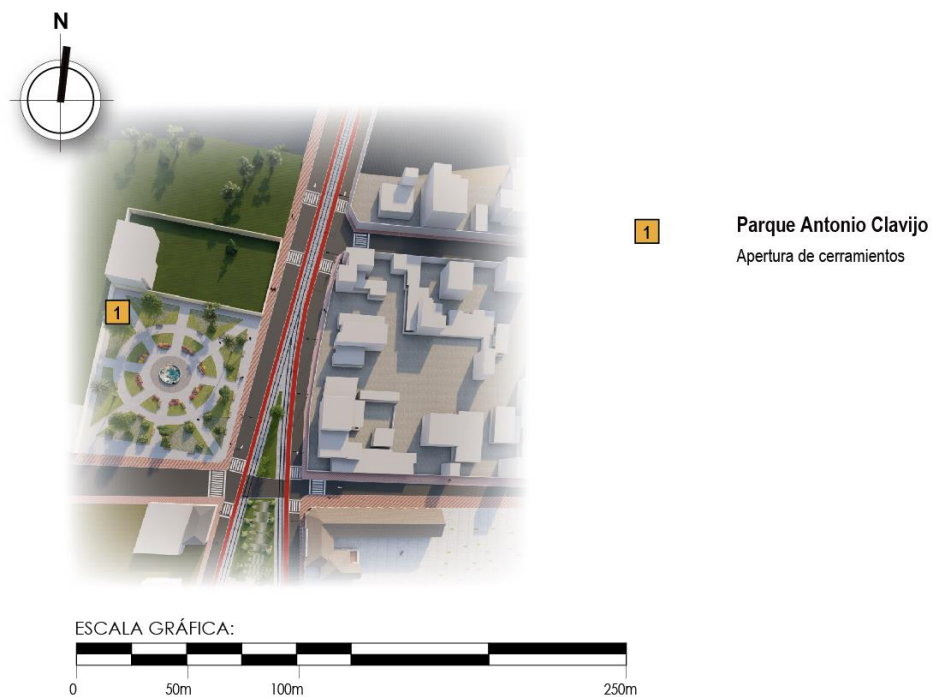 N
1
1
Parque Antonio Clavijo
Apertura de cerramientos
ESCALA GRÁFICA:
0 50m 100m 250m